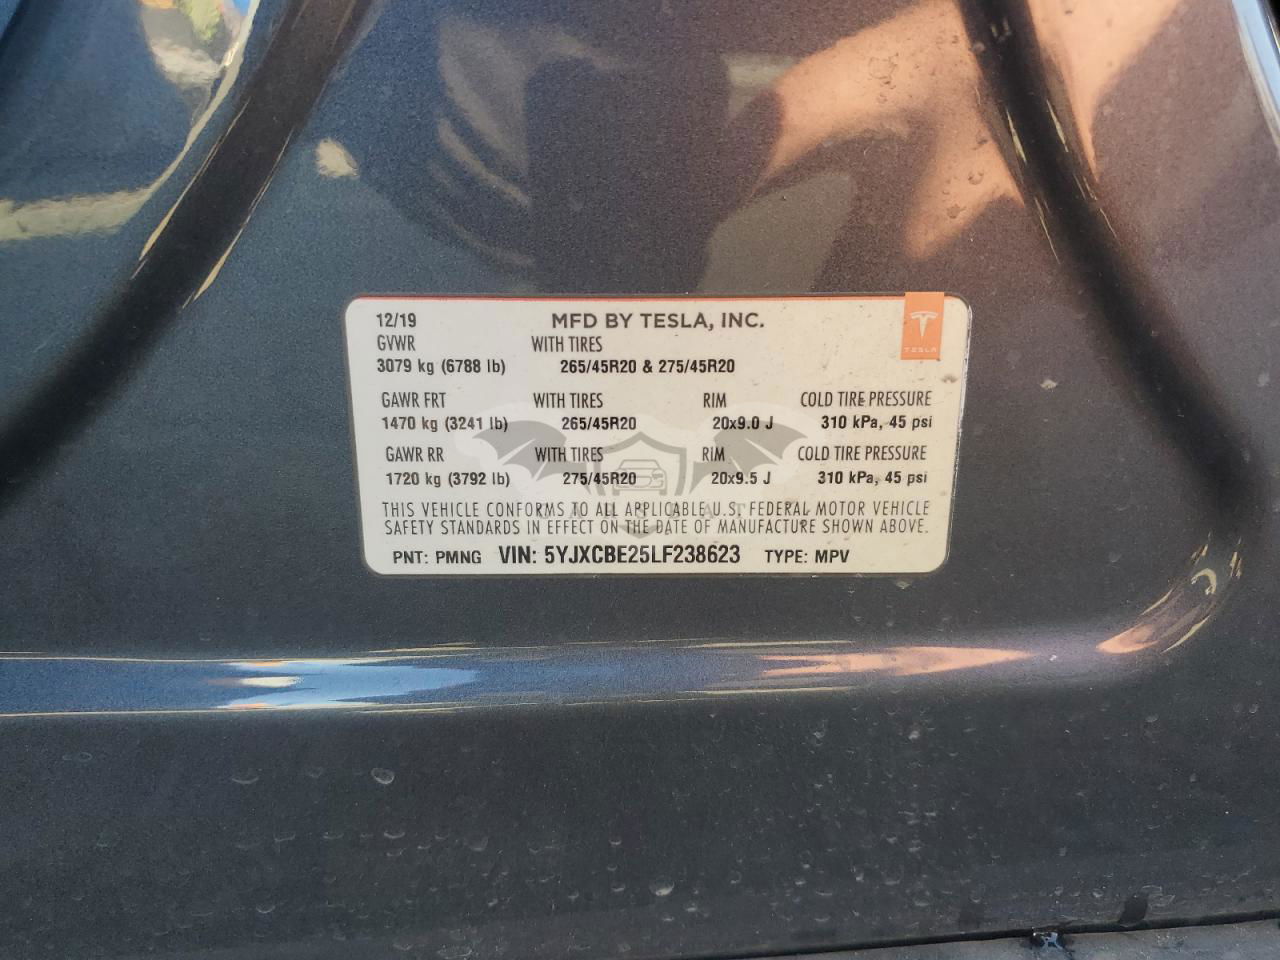 12/19 MFD BY TESLA, INC.
GVWR WITH TIRES
3079 kg (6788 lb) 265/45R20 & 275/45R20
TESLA
GAWR FRT WITH TIRES RIM COLD TIRE PRESSURE
1470 kg (3241 lb) 265/45R20 20x9.0 J 310 kPa, 45 psi
GAWR RR WITH TIRES RIM COLD TIRE PRESSURE
1720 kg (3792 lb) 275/45R20 20x9.5 J 310 kPa, 45 psi
THIS VEHICLE CONFORMS TO ALL APPLICABLE U.S. FEDERAL MOTOR VEHICLE
SAFETY STANDARDS IN EFFECT ON THE DATE OF MANUFACTURE SHOWN ABOVE.
PNT: PMNG VIN: 5YJXCBE25LF238623 TYPE: MPV